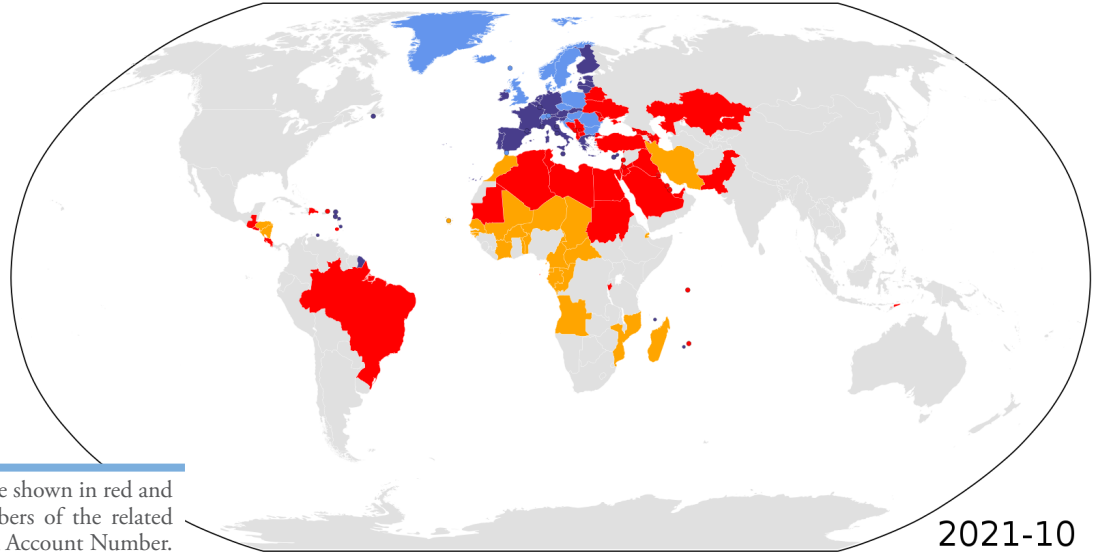 e shown in red and
bers of the related
Account Number.
2021-10